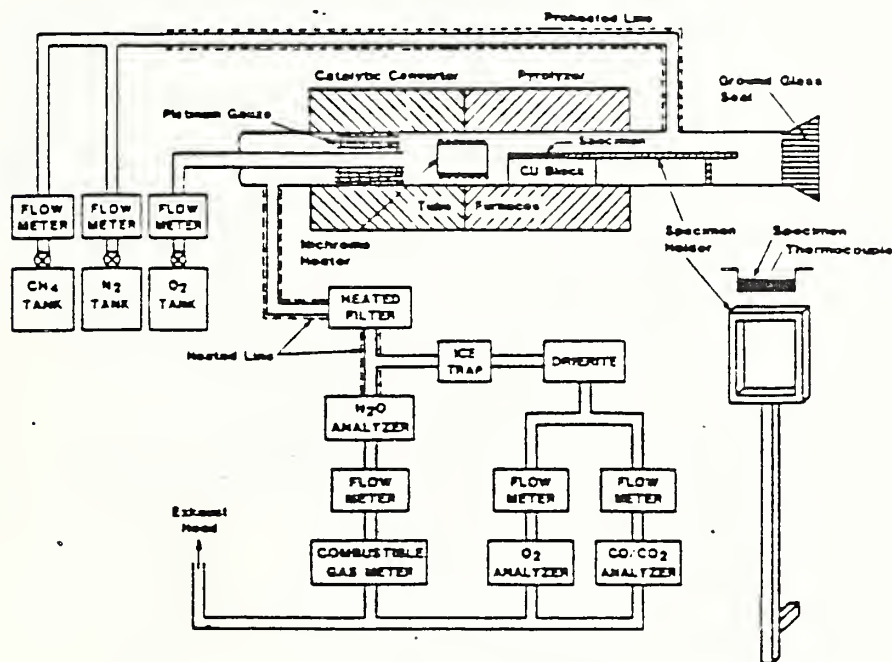 Preheated Line
Catalytic Converter
Pyrolyzer
Ground Glass
Seal
Platinum Gauze
Specimen
CU Block
Tube Furnaces
Nichrome
Heater
Specimen
Holder
Specimen
Thermocouple
FLOW
METER
FLOW
METER
FLOW
METER
CH4
TANK
N2
TANK
O2
TANK
HEATED
FILTER
Heated Line
ICE
TRAP
DRYERITE
H2O
ANALYZER
FLOW
METER
FLOW
METER
FLOW
METER
Exhaust
Hood
COMBUSTIBLE
GAS METER
O2
ANALYZER
CO/CO2
ANALYZER